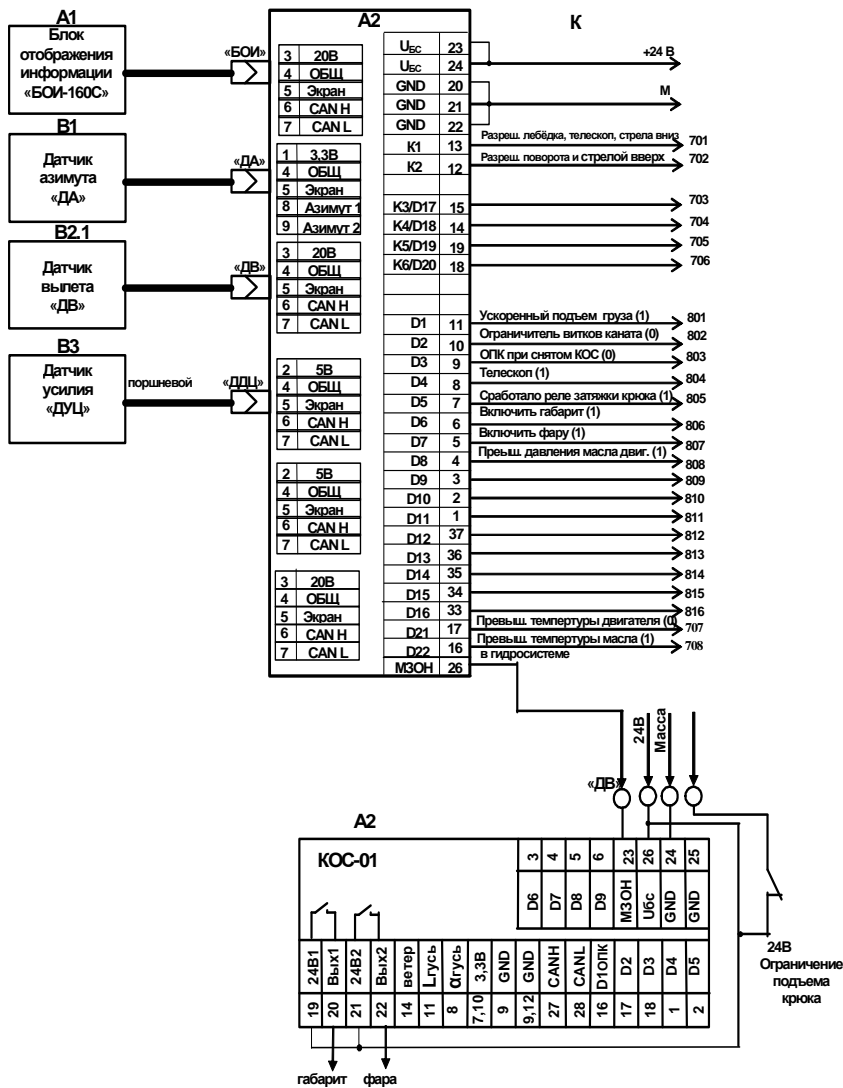 A1
Блок
отображения
информации
«БОИ-160С»
«БОИ»
B1
Датчик
азимута
«ДА»
«ДА»
B2.1
Датчик
вылета
«ДВ»
«ДВ»
B3
Датчик
усилия
«ДУЦ»
поршневой
«ДДЦ»
A2
3 20В
4 ОБЩ
5 Экран
6 CAN H
7 CAN L
1 3,3В
4 ОБЩ
5 Экран
8 Азимут 1
9 Азимут 2
3 20В
4 ОБЩ
5 Экран
6 CAN H
7 CAN L
2 5В
4 ОБЩ
5 Экран
6 CAN H
7 CAN L
2 5В
4 ОБЩ
5 Экран
6 CAN H
7 CAN L
3 20В
4 ОБЩ
5 Экран
6 CAN H
7 CAN L
К
UБС 23
+24 В
UБС 24
GND 20
М
GND 21
GND 22
К1 13 Разреш. лебёдка, телескоп, стрела вниз 701
К2 12 Разреш. поворота и стрелой вверх 702
K3/D17 15 703
K4/D18 14 704
K5/D19 19 705
K6/D20 18 706
D1 11 Ускоренный подъем груза (1) 801
D2 10 Ограничитель витков каната (0) 802
D3 9 ОПК при снятом КОС (0) 803
D4 8 Телескоп (1) 804
D5 7 Сработало реле затяжки крюка (1) 805
D6 6 Включить габарит (1) 806
D7 5 Включить фару (1) 807
D8 4 Преыш. давления масла двиг. (1) 808
D9 3 809
D10 2 810
D11 1 811
D12 37 812
D13 36 813
D14 35 814
D15 34 815
D16 33 816
D21 17 Превыш. темпертуры двигателя (0) 707
D22 16 Превыш. темпертуры масла (1) 708
в гидросистеме
МЗОН 26
24В
Масса
«ДВ»
A2
КОС-01
3 4 5 6 23 26 24 25
D6 D7 D8 D9 МЗОН Uбс GND GND
24В1 Вых1 24В2 Вых2 ветер Lгусь αгусь 3,3В GND GND CANH CANL D1ОПК D2 D3 D4 D5
19 20 21 22 14 11 8 7,10 9 9,12 27 28 16 17 18 1 2
24В
Ограничение
подъема
крюка
габарит фара